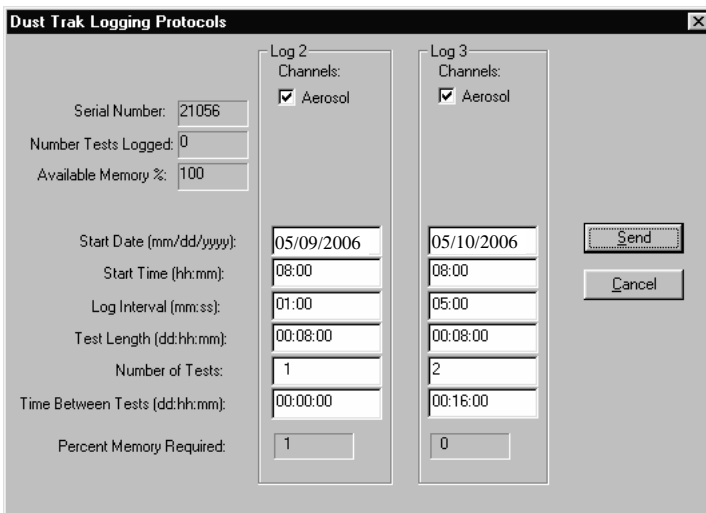 Dust Trak Logging Protocols
Log 2 Log 3
Channels: Channels:
Aerosol Aerosol
Serial Number: 21056
Number Tests Logged: 0
Available Memory %: 100
Start Date (mm/dd/yyyy): 05/09/2006 05/10/2006 Send
Start Time (hh:mm): 08:00 08:00
Cancel
Log Interval (mm:ss): 01:00 05:00
Test Length (dd:hh:mm): 00:08:00 00:08:00
Number of Tests: 1 2
Time Between Tests (dd:hh:mm): 00:00:00 00:16:00
Percent Memory Required: 1 0